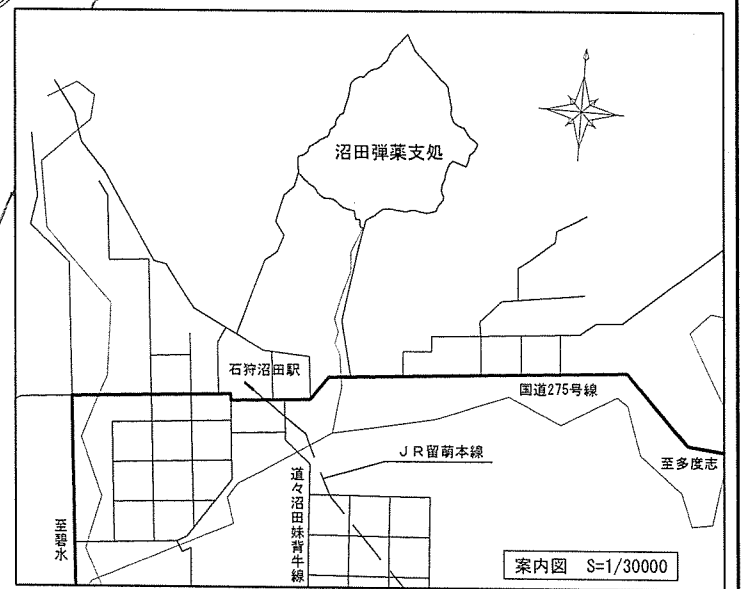 沼田弾薬支処
石狩沼田駅
国道275号線
JR留萌本線
至多度志
道々沼田妹背牛線
至碧水
案内図 S=1/30000